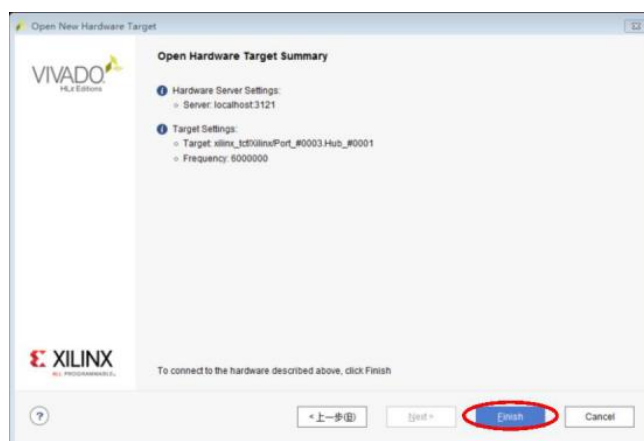 Open New Hardware Target
VIVADO
HLx Editions
Open Hardware Target Summary
Hardware Server Settings:
Server: localhost:3121
Target Settings:
Target: xilinx_tcf/Xilinx/Port_#0003.Hub_#0001
Frequency: 6000000
XILINX
ALL PROGRAMMABLE.
To connect to the hardware described above, click Finish
?
<上一步(B)
Next >
Finish
Cancel